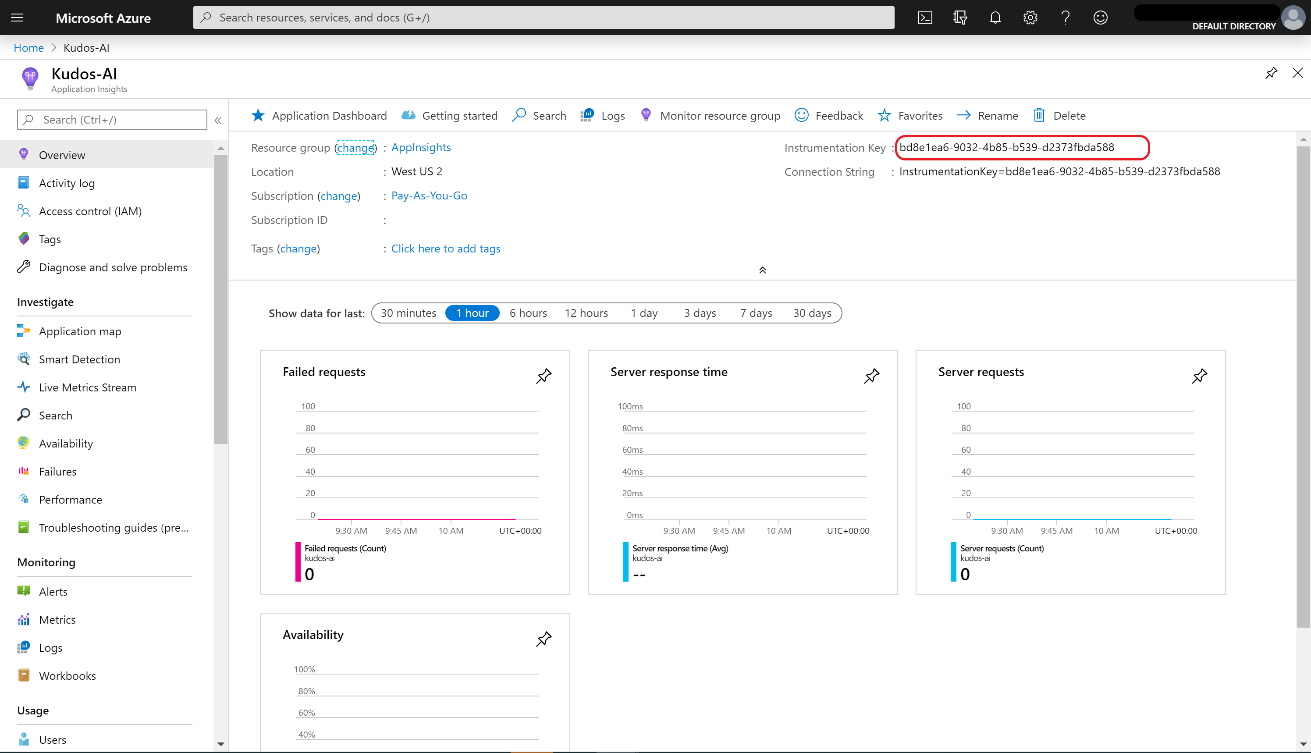 Microsoft Azure
Search resources, services, and docs (G+/)
DEFAULT DIRECTORY
Home > Kudos-AI
Kudos-AI
Application Insights
Search (Ctrl+/)
«
Overview
Activity log
Access control (IAM)
Tags
Diagnose and solve problems
Investigate
Application map
Smart Detection
Live Metrics Stream
Search
Availability
Failures
Performance
Troubleshooting guides (pre...
Monitoring
Alerts
Metrics
Logs
Workbooks
Usage
Users
Application Dashboard Getting started Search Logs Monitor resource group Feedback Favorites Rename Delete
Resource group (change) : AppInsights
Location : West US 2
Subscription (change) : Pay-As-You-Go
Subscription ID :
Tags (change) : Click here to add tags
Instrumentation Key : bd8e1ea6-9032-4b85-b539-d2373fbda588
Connection String : InstrumentationKey=bd8e1ea6-9032-4b85-b539-d2373fbda588
Show data for last: 30 minutes 1 hour 6 hours 12 hours 1 day 3 days 7 days 30 days
Failed requests
100
80
60
40
20
0
9:30 AM 9:45 AM 10 AM UTC+00:00
Failed requests (Count)
kudos-ai
0
Server response time
100ms
80ms
60ms
40ms
20ms
0ms
9:30 AM 9:45 AM 10 AM UTC+00:00
Server response time (Avg)
kudos-ai
--
Server requests
100
80
60
40
20
0
9:30 AM 9:45 AM 10 AM UTC+00:00
Server requests (Count)
kudos-ai
0
Availability
100%
80%
60%
40%